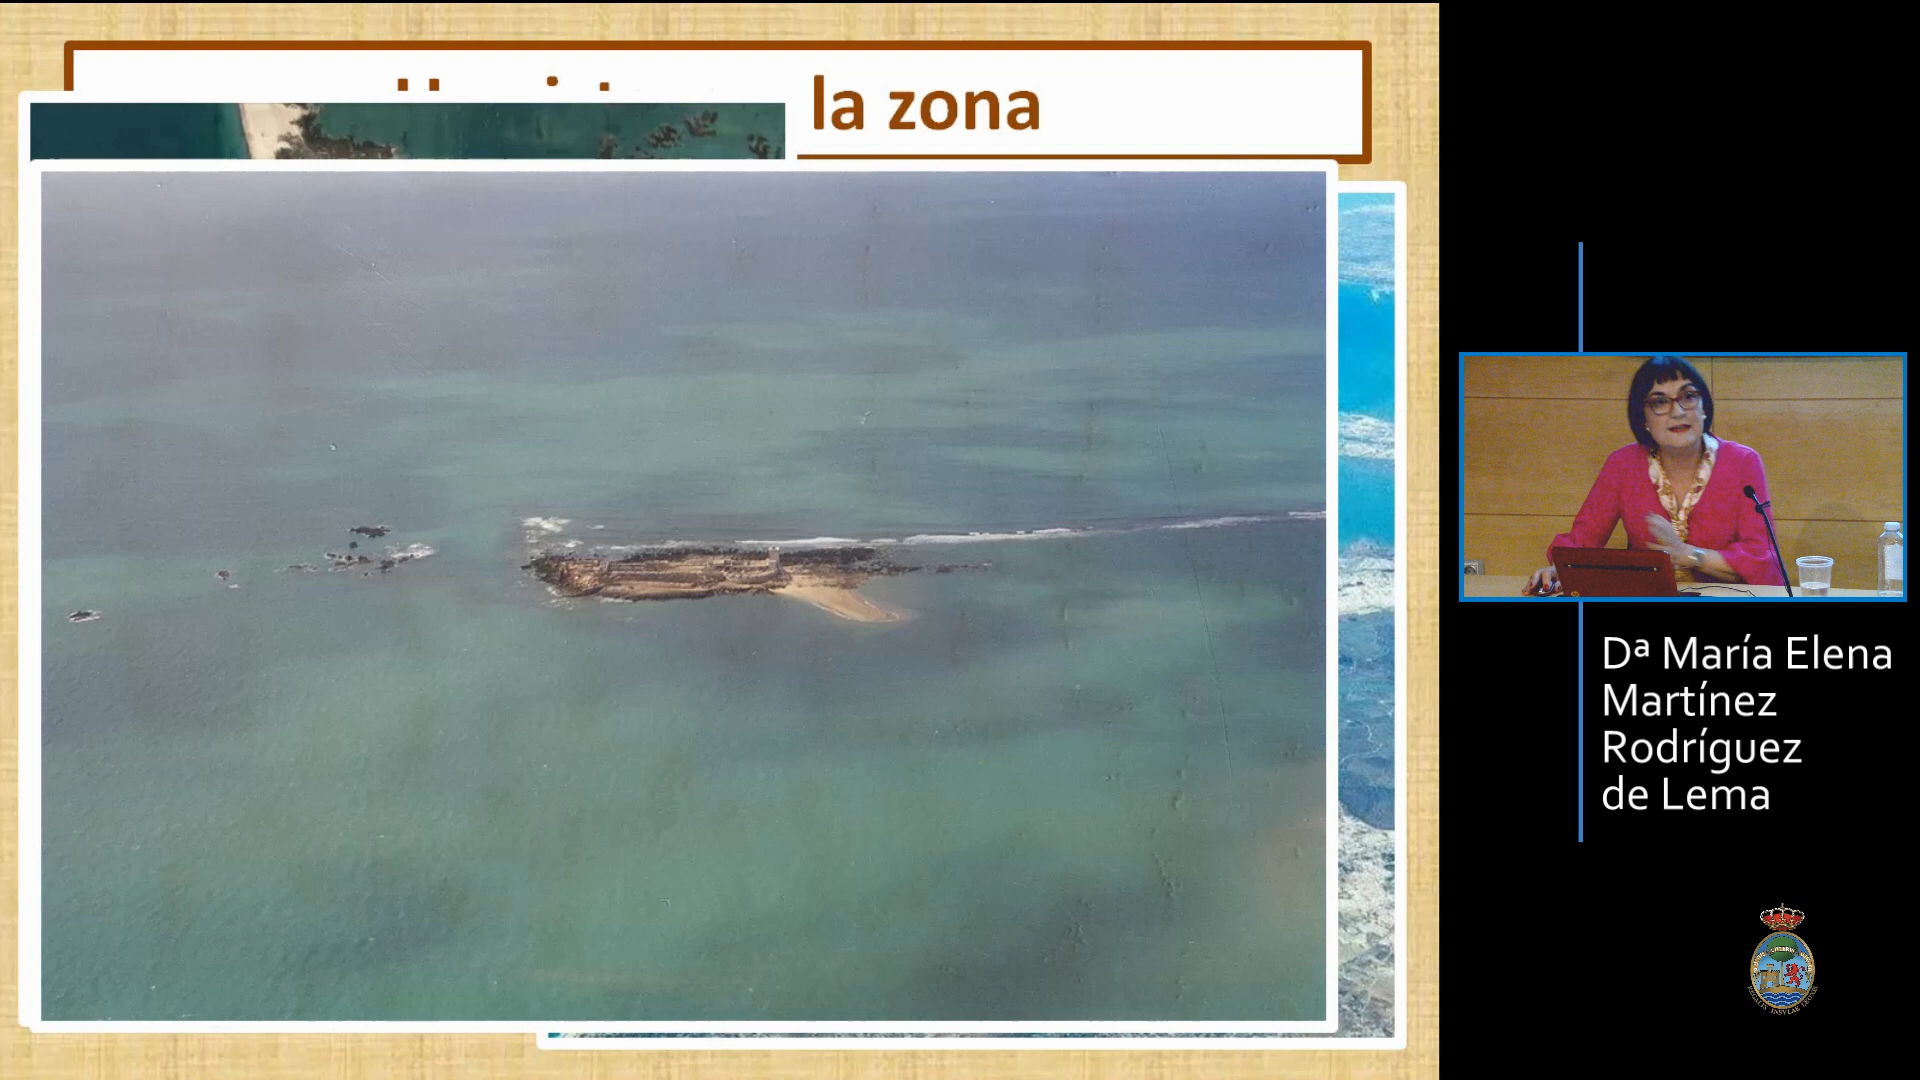 la zona
Dª María Elena
Martínez
Rodríguez
de Lema